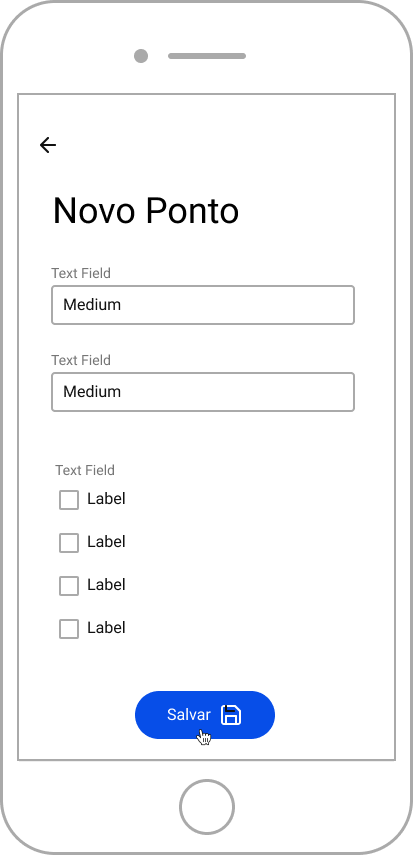 Novo Ponto
Text Field
Medium
Text Field
Medium
Text Field
Label
Label
Label
Label
Salvar